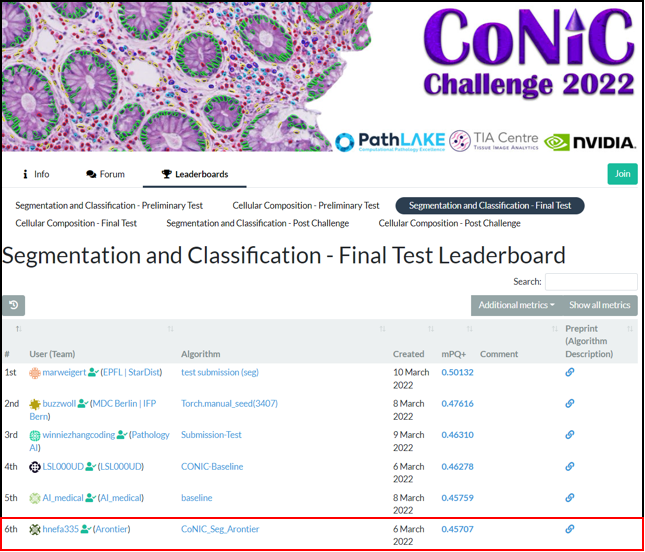 CoNiC
Challenge 2022
PathLAKE
Computational Pathology Excellence
TIA Centre
TISSUE IMAGE ANALYTICS
NVIDIA.
Info
Forum
Leaderboards
Join
Segmentation and Classification - Preliminary Test
Cellular Composition - Preliminary Test
Segmentation and Classification - Final Test
Cellular Composition - Final Test
Segmentation and Classification - Post Challenge
Cellular Composition - Post Challenge
Segmentation and Classification - Final Test Leaderboard
Search:
Additional metrics
Show all metrics
# User (Team) Algorithm Created mPQ+ Comment Preprint
(Algorithm
Description)
1st marweigert (EPFL | StarDist) test submission (seg) 10 March 0.50132
2022
2nd buzzwoll (MDC Berlin | IFP Torch.manual_seed(3407) 8 March 0.47616
Bern) 2022
3rd winniezhangcoding (Pathology Submission-Test 9 March 0.46310
AI) 2022
4th LSL000UD (LSL000UD) CONIC-Baseline 6 March 0.46278
2022
5th AI_medical (AI_medical) baseline 8 March 0.45759
2022
6th hnefa335 (Arontier) CoNIC_Seg_Arontier 6 March 0.45707
2022